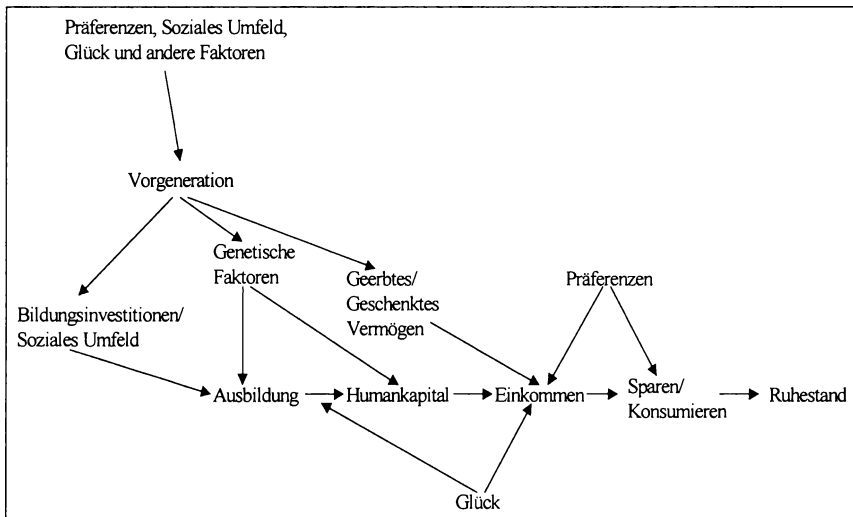 Präferenzen, Soziales Umfeld,
Glück und andere Faktoren
Vorgeneration
Genetische
Faktoren
Geerbtes/
Geschenktes
Vermögen
Präferenzen
Bildungsinvestitionen/
Soziales Umfeld
Ausbildung
Humankapital
Einkommen
Sparen/
Konsumieren
Ruhestand
Glück